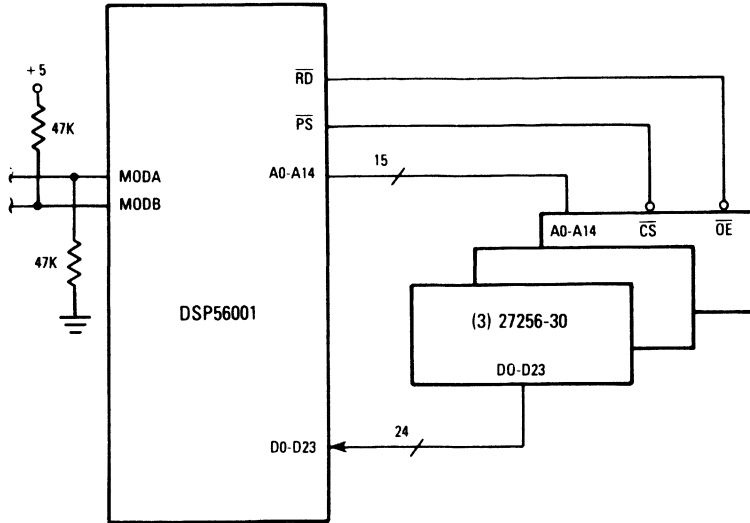 +5
47K
MODA
MODB
47K
DSP56001
RD
PS
A0-A14
15
A0-A14
CS
OE
(3) 27256-30
D0-D23
D0-D23
24